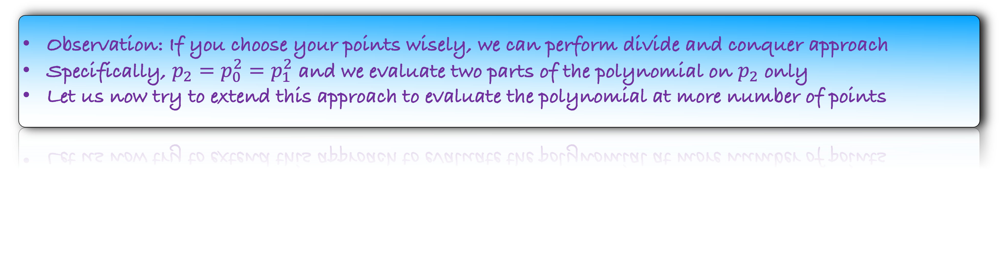 • Observation: If you choose your points wisely, we can perform divide and conquer approach
• Specifically, $p_2 = p_0^2 = p_1^2$ and we evaluate two parts of the polynomial on $p_2$ only
• Let us now try to extend this approach to evaluate the polynomial at more number of points